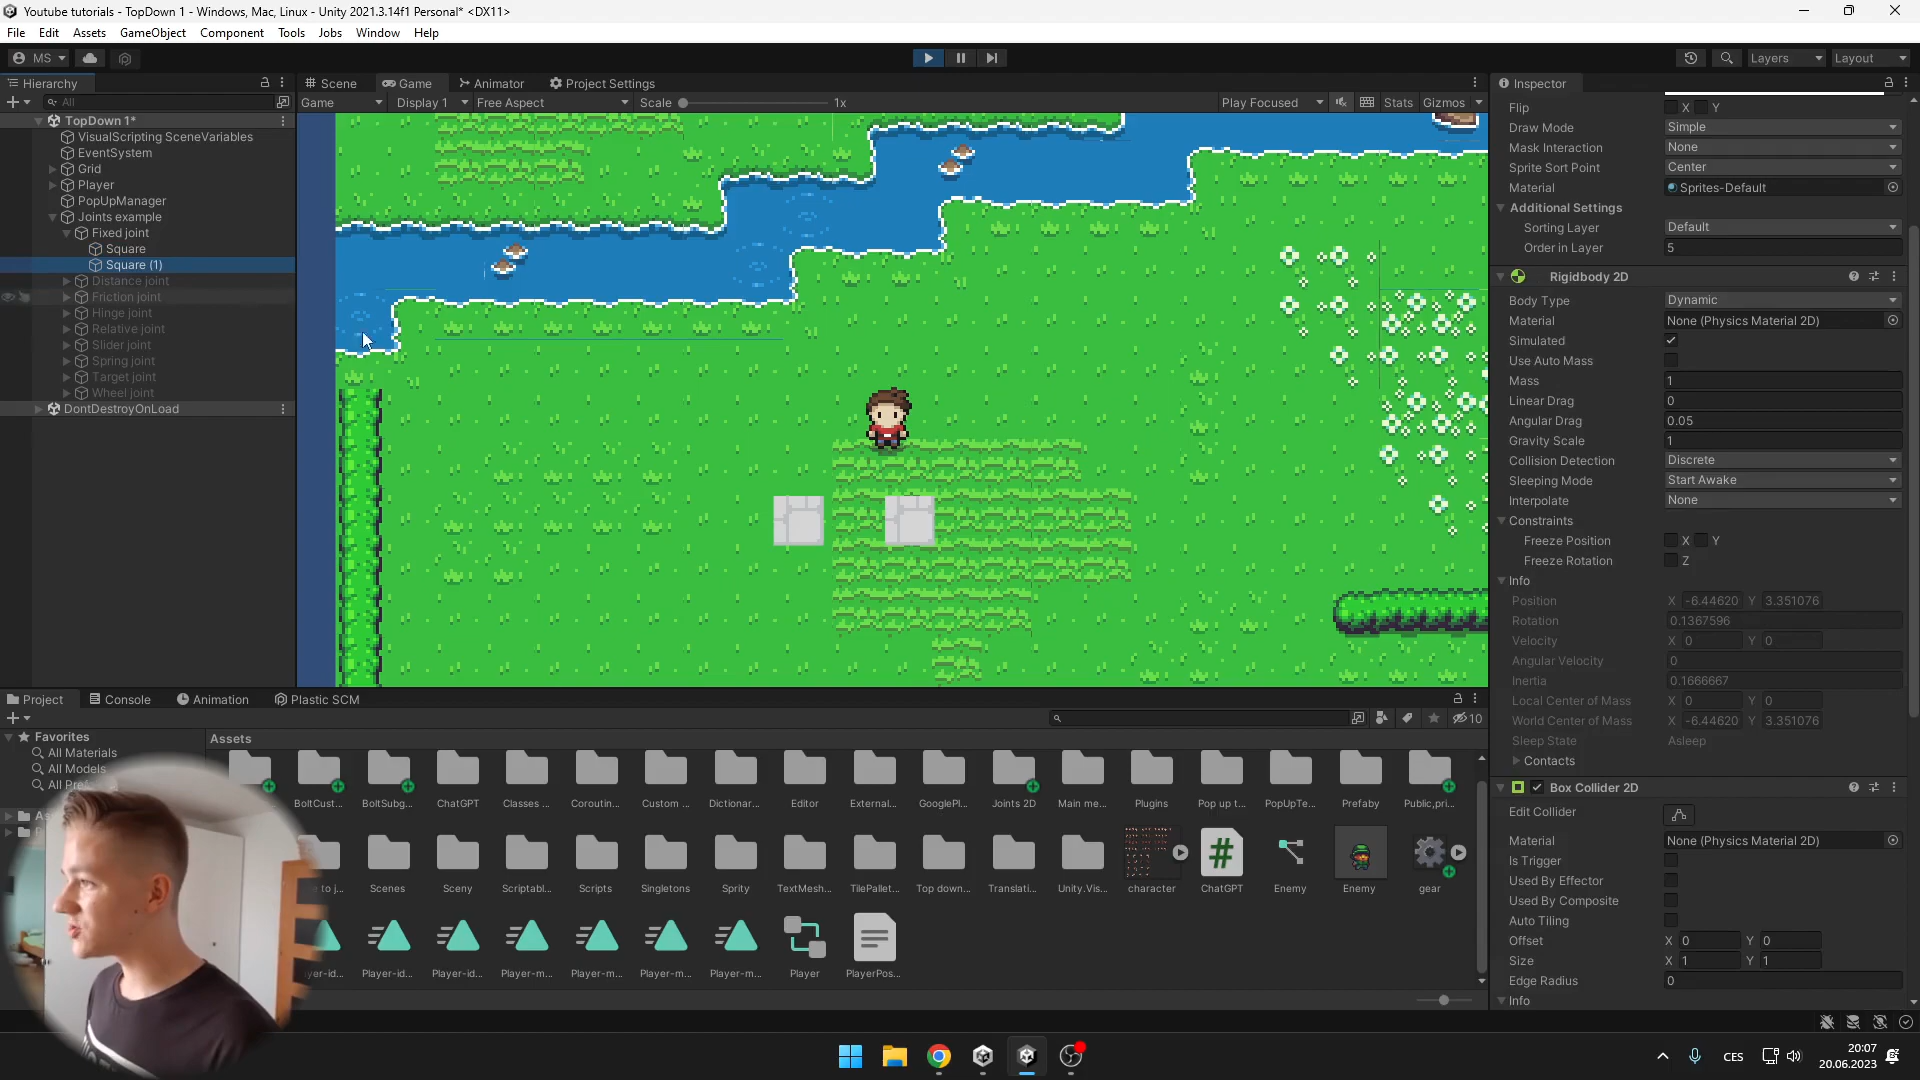 Youtube tutorials - TopDown 1 - Windows, Mac, Linux - Unity 2021.3.14f1 Personal* <DX11>
File Edit Assets GameObject Component Tools Jobs Window Help
MS Layers Layout
Hierarchy
All
TopDown 1*
VisualScripting SceneVariables
EventSystem
Grid
Player
PopUpManager
Joints example
Fixed joint
Square
Square (1)
Distance joint
Friction joint
Hinge joint
Relative joint
Slider joint
Spring joint
Target joint
Wheel joint
DontDestroyOnLoad
Scene Game Animator Project Settings
Game Display 1 Free Aspect Scale 1x Play Focused Stats Gizmos
Inspector
Flip X Y
Draw Mode Simple
Mask Interaction None
Sprite Sort Point Center
Material Sprites-Default
Additional Settings
Sorting Layer Default
Order in Layer 5
Rigidbody 2D
Body Type Dynamic
Material None (Physics Material 2D)
Simulated
Use Auto Mass
Mass 1
Linear Drag 0
Angular Drag 0.05
Gravity Scale 1
Collision Detection Discrete
Sleeping Mode Start Awake
Interpolate None
Constraints
Freeze Position X Y
Freeze Rotation Z
Info
Position X -6.44620 Y 3.351076
Rotation 0.1367596
Velocity X 0 Y 0
Angular Velocity 0
Inertia 0.1666667
Local Center of Mass X 0 Y 0
World Center of Mass X -6.44620 Y 3.351076
Sleep State Asleep
Contacts
Box Collider 2D
Edit Collider
Material None (Physics Material 2D)
Is Trigger
Used By Effector
Used By Composite
Auto Tiling
Offset X 0 Y 0
Size X 1 Y 1
Edge Radius 0
Info
Project Console Animation Plastic SCM
10
Favorites
All Materials
All Models
All Pref
Assets
BoltCust... BoltSubg... ChatGPT Classes ... Coroutin... Custom ... Dictionar... Editor External... GooglePl... Joints 2D Main me... Plugins Pop up t... PopUpTe... Prefaby Public,pri...
to j... Scenes Sceny Scriptabl... Scripts Singletons Sprity TextMesh... TilePallet... Top down... Translati... Unity.Vis... character ChatGPT Enemy Enemy gear
Player-id... Player-id... Player-id... Player-m... Player-m... Player-m... Player-m... Player PlayerPos...
CES
20:07
20.06.2023